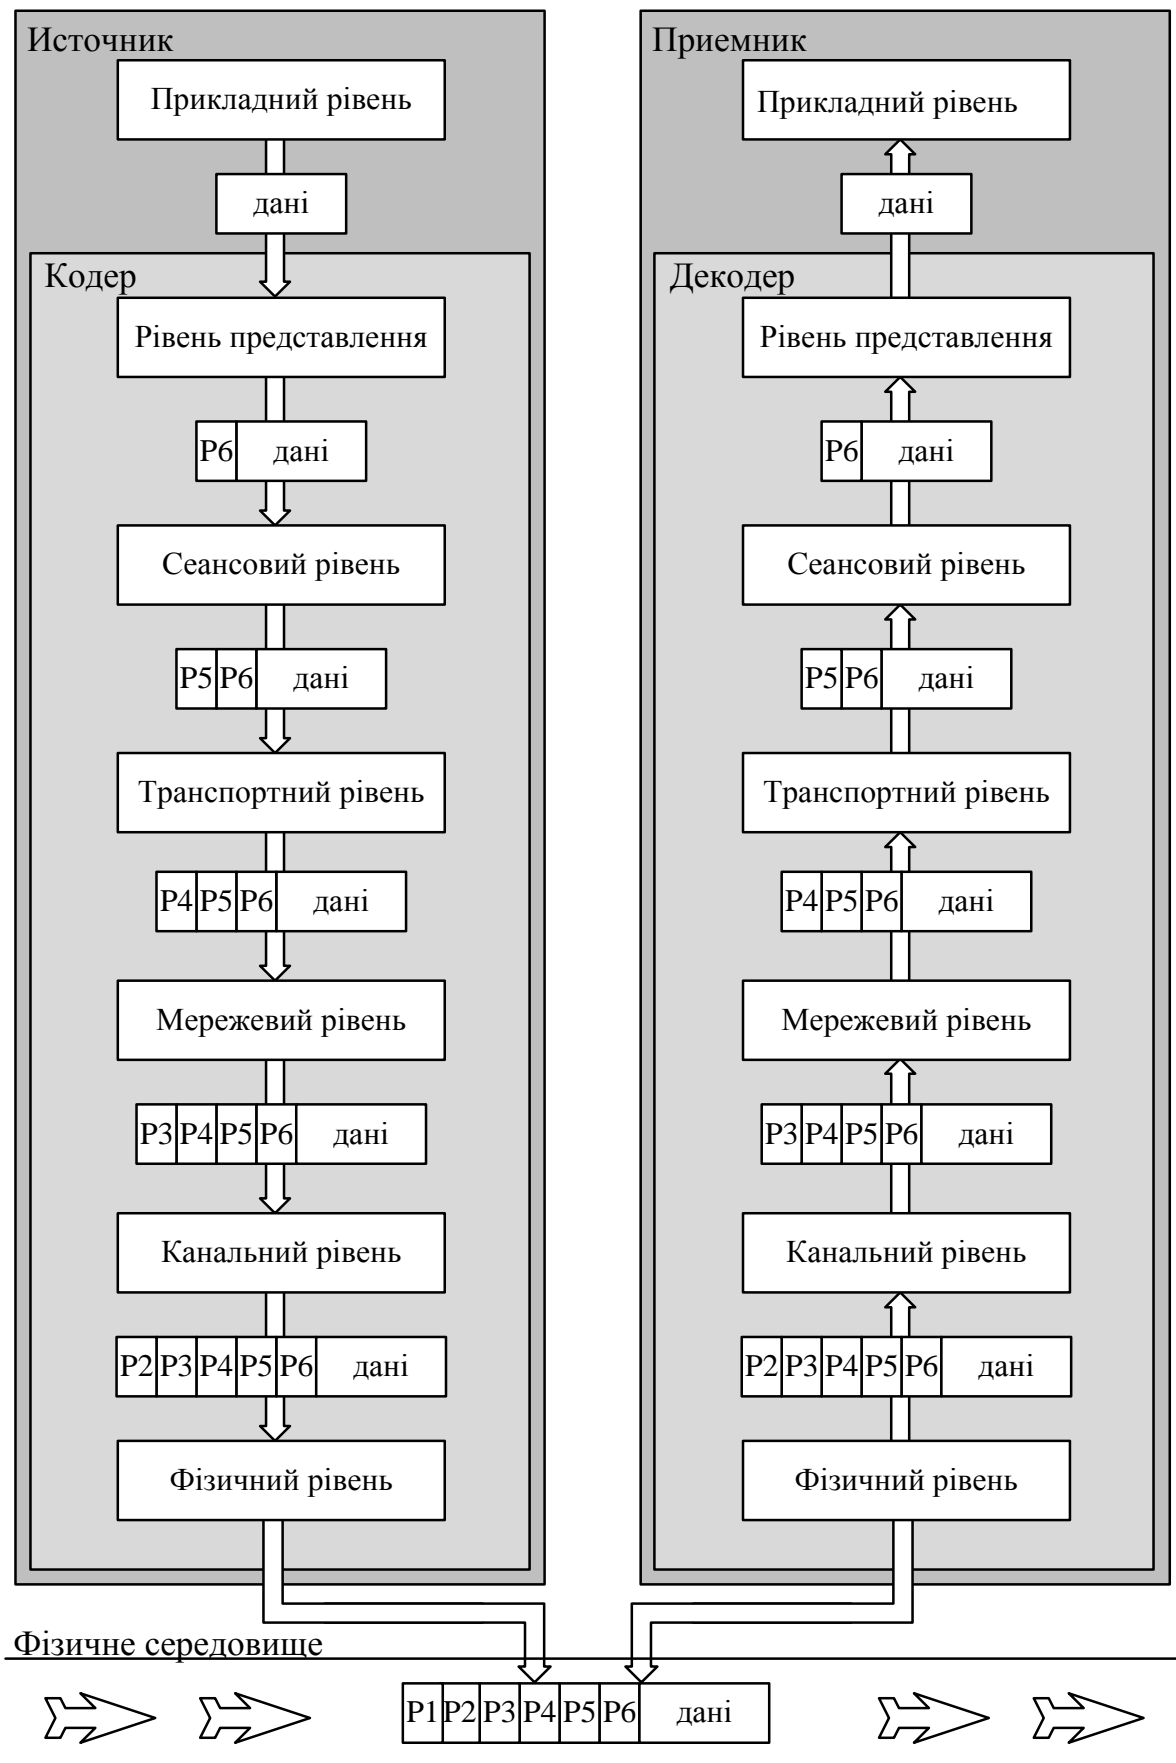 Источник
Прикладний рівень
дані
Кодер
Рівень представлення
P6 дані
Сеансовий рівень
P5 P6 дані
Транспортний рівень
P4 P5 P6 дані
Мережевий рівень
P3 P4 P5 P6 дані
Канальний рівень
P2 P3 P4 P5 P6 дані
Фізичний рівень
Приемник
Прикладний рівень
дані
Декодер
Рівень представлення
P6 дані
Сеансовий рівень
P5 P6 дані
Транспортний рівень
P4 P5 P6 дані
Мережевий рівень
P3 P4 P5 P6 дані
Канальний рівень
P2 P3 P4 P5 P6 дані
Фізичний рівень
Фізичне середовище
P1 P2 P3 P4 P5 P6 дані